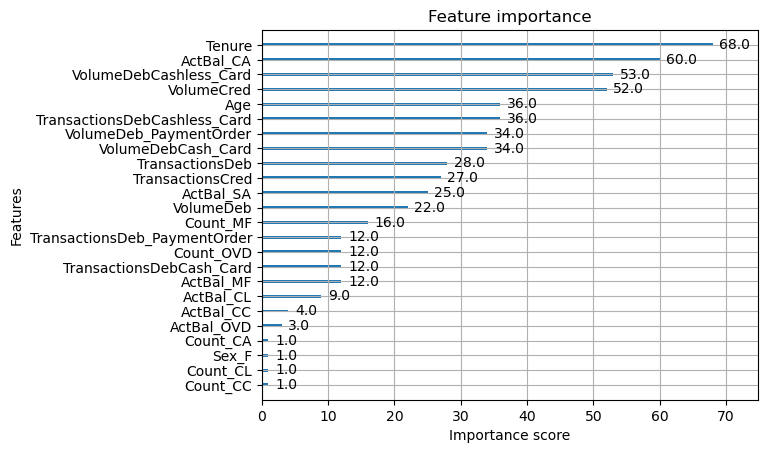 Feature importance
Tenure 68.0
ActBal_CA 60.0
VolumeDebCashless_Card 53.0
VolumeCred 52.0
Age 36.0
TransactionsDebCashless_Card 36.0
VolumeDeb_PaymentOrder 34.0
VolumeDebCash_Card 34.0
TransactionsDeb 28.0
TransactionsCred 27.0
ActBal_SA 25.0
VolumeDeb 22.0
Count_MF 16.0
TransactionsDeb_PaymentOrder 12.0
Count_OVD 12.0
TransactionsDebCash_Card 12.0
ActBal_MF 12.0
ActBal_CL 9.0
ActBal_CC 4.0
ActBal_OVD 3.0
Count_CA 1.0
Sex_F 1.0
Count_CL 1.0
Count_CC 1.0
Features
0 10 20 30 40 50 60 70
Importance score